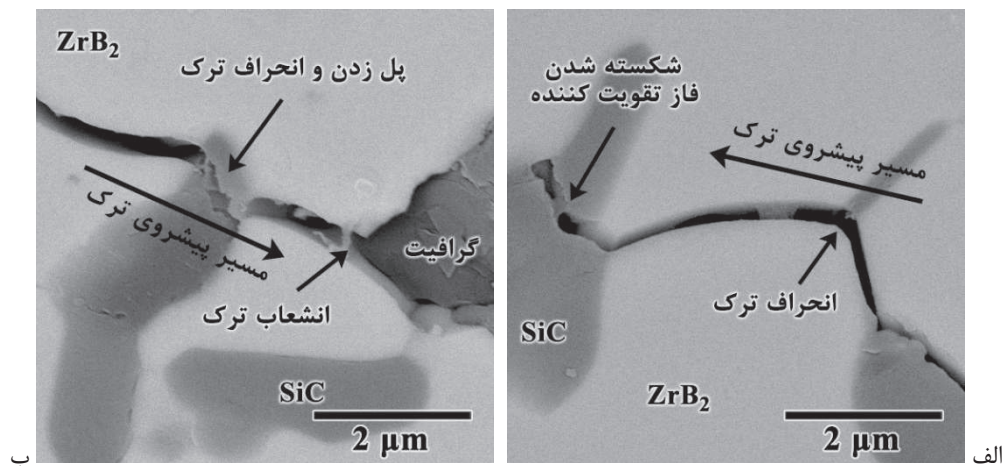 شکسته شدن
فاز تقویت کننده
مسیر پیشروی ترک
انحراف ترک
SiC
ZrB₂
2 µm
الف
ZrB₂
پل زدن و انحراف ترک
مسیر پیشروی ترک
گرافیت
انشعاب ترک
SiC
2 µm
ب